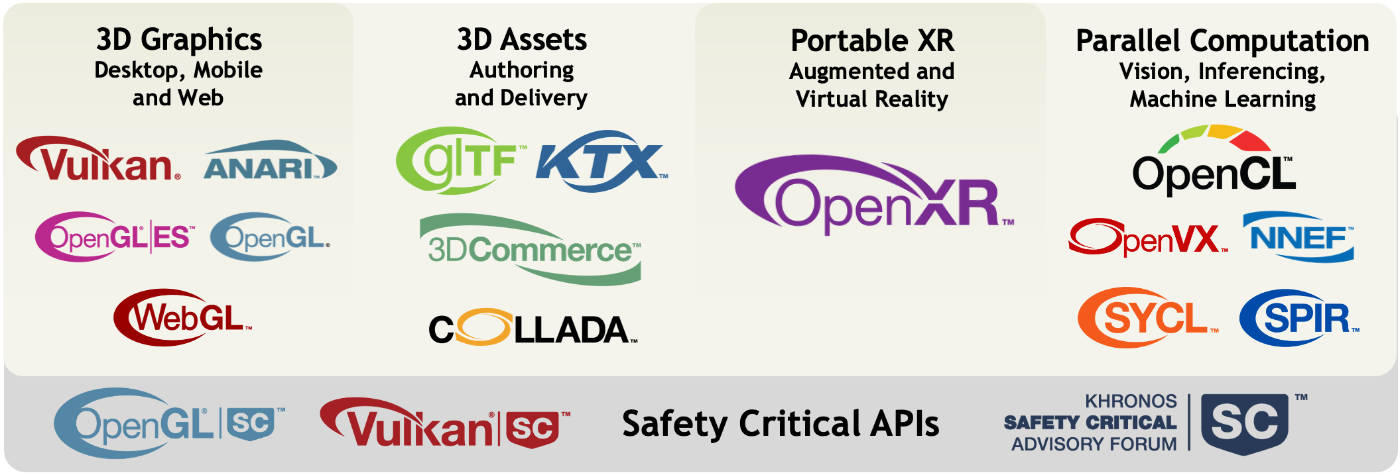 3D Graphics
Desktop, Mobile
and Web
Vulkan®
ANARI™
OpenGL®|ES™
OpenGL®
WebGL™
3D Assets
Authoring
and Delivery
glTF™
KTX™
3DCommerce™
COLLADA™
Portable XR
Augmented and
Virtual Reality
OpenXR™
Parallel Computation
Vision, Inferencing,
Machine Learning
OpenCL™
OpenVX™
NNEF™
SYCL™
SPIR™
OpenGL®|SC™
Vulkan®|SC™
Safety Critical APIs
KHRONOS
SAFETY CRITICAL
ADVISORY FORUM
SC™